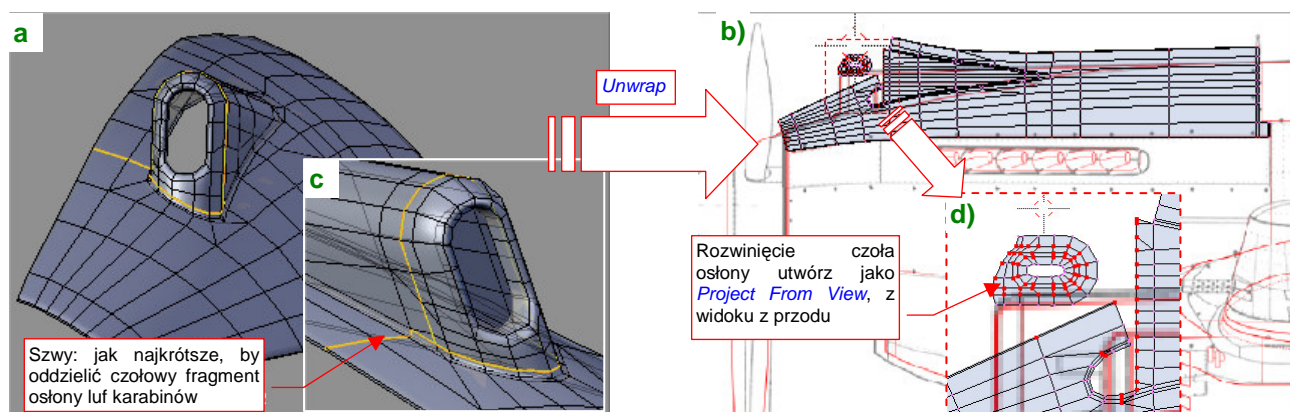 a
b)
Unwrap
c
d)
Rozwinięcie czoła
osłony utwórz jako
Project From View, z
widoku z przodu
Szwy: jak najkrótsze, by
oddzielić czołowy fragment
osłony luf karabinów